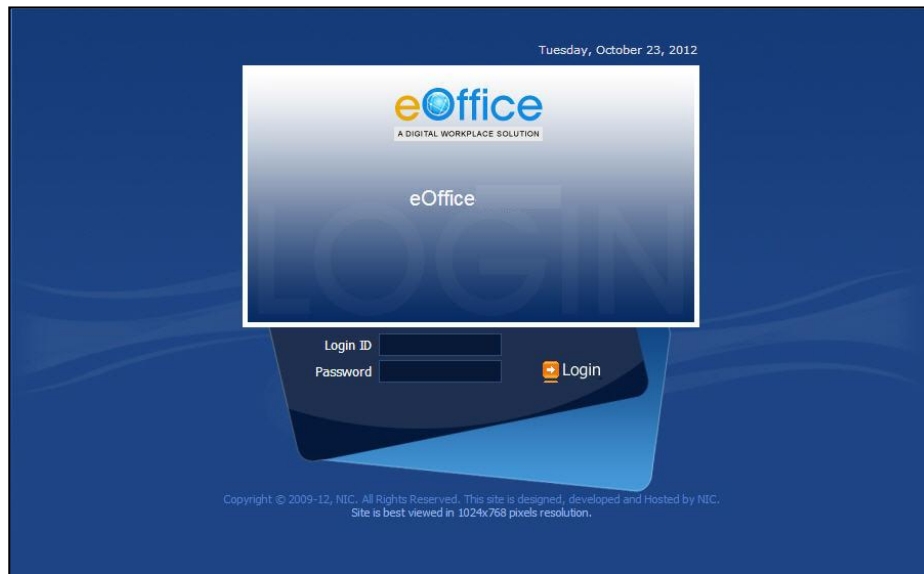 Tuesday, October 23, 2012
eOffice
A DIGITAL WORKPLACE SOLUTION
eOffice
LOGIN
Login ID
Password
Login
Copyright © 2009-12, NIC. All Rights Reserved. This site is designed, developed and Hosted by NIC.
Site is best viewed in 1024x768 pixels resolution.